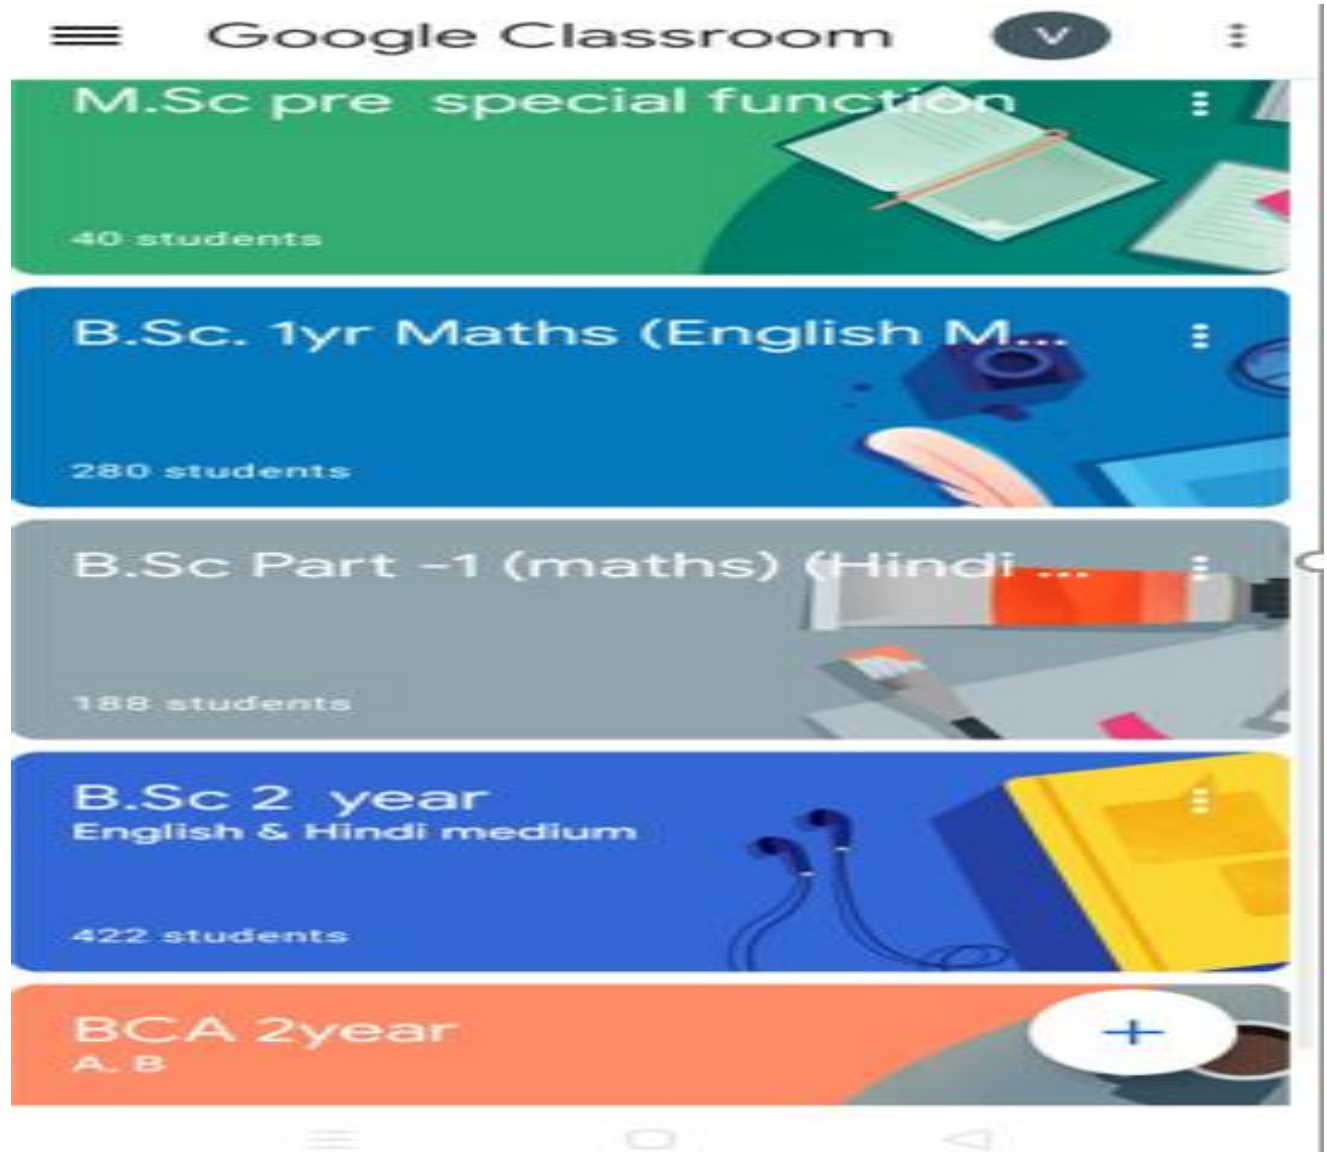 Google Classroom
V
M.Sc pre special function
40 students
B.Sc. 1yr Maths (English M...
280 students
B.Sc Part -1 (maths) (Hindi ...
188 students
B.Sc 2 year
English & Hindi medium
422 students
BCA 2year
A. B